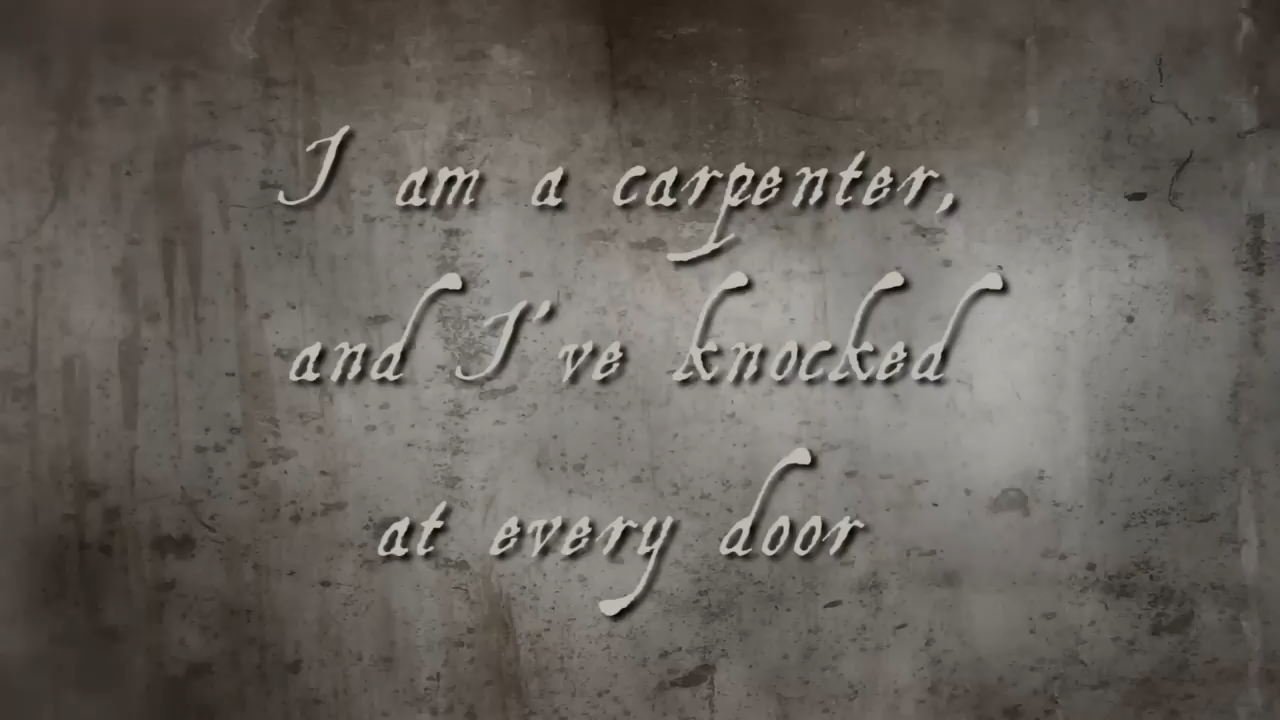 I am a carpenter,
and I've knocked
at every door